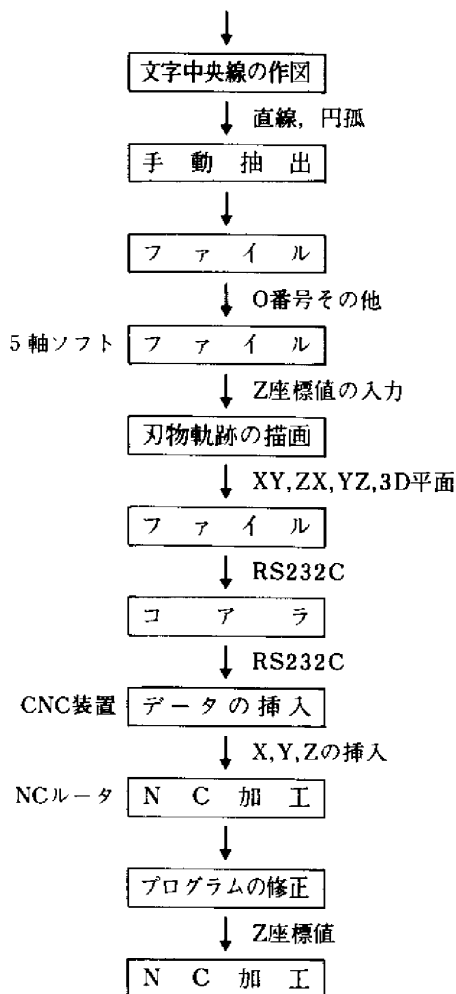 文字中央線の作図
直線, 円孤
手動抽出
ファイル
O番号その他
5軸ソフト ファイル
Z座標値の入力
刃物軌跡の描画
XY,ZX,YZ,3D平面
ファイル
RS232C
コアラ
RS232C
CNC装置 データの挿入
X,Y,Zの挿入
NCルータ NC加工
プログラムの修正
Z座標値
NC加工